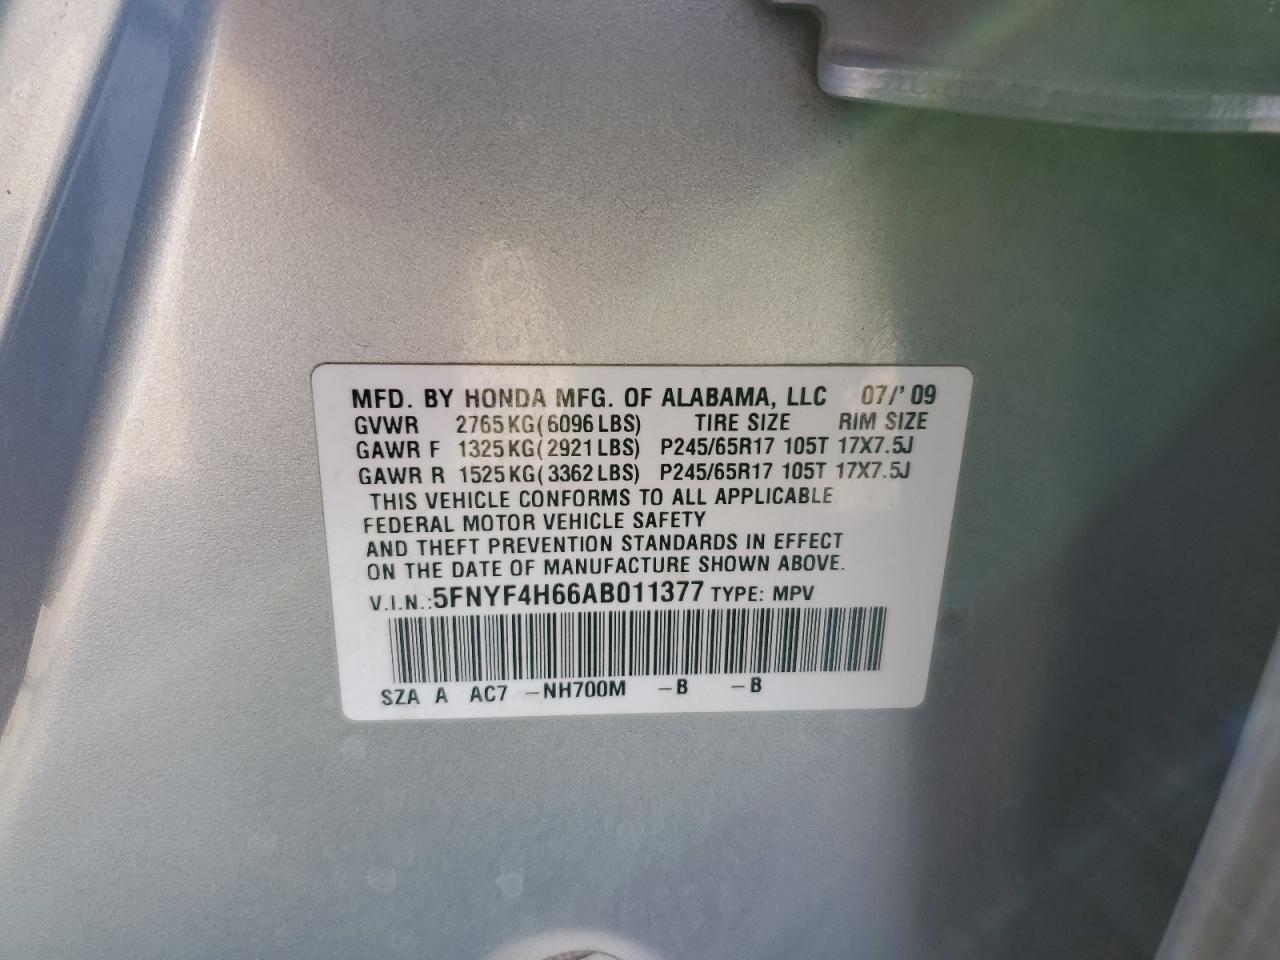 MFD. BY HONDA MFG. OF ALABAMA, LLC 07/' 09
GVWR 2765KG(6096LBS) TIRE SIZE RIM SIZE
GAWR F 1325KG(2921LBS) P245/65R17 105T 17X7.5J
GAWR R 1525KG(3362LBS) P245/65R17 105T 17X7.5J
THIS VEHICLE CONFORMS TO ALL APPLICABLE
FEDERAL MOTOR VEHICLE SAFETY
AND THEFT PREVENTION STANDARDS IN EFFECT
ON THE DATE OF MANUFACTURE SHOWN ABOVE.
V.I.N.:5FNYF4H66AB011377 TYPE: MPV
SZA A AC7 -NH700M -B -B